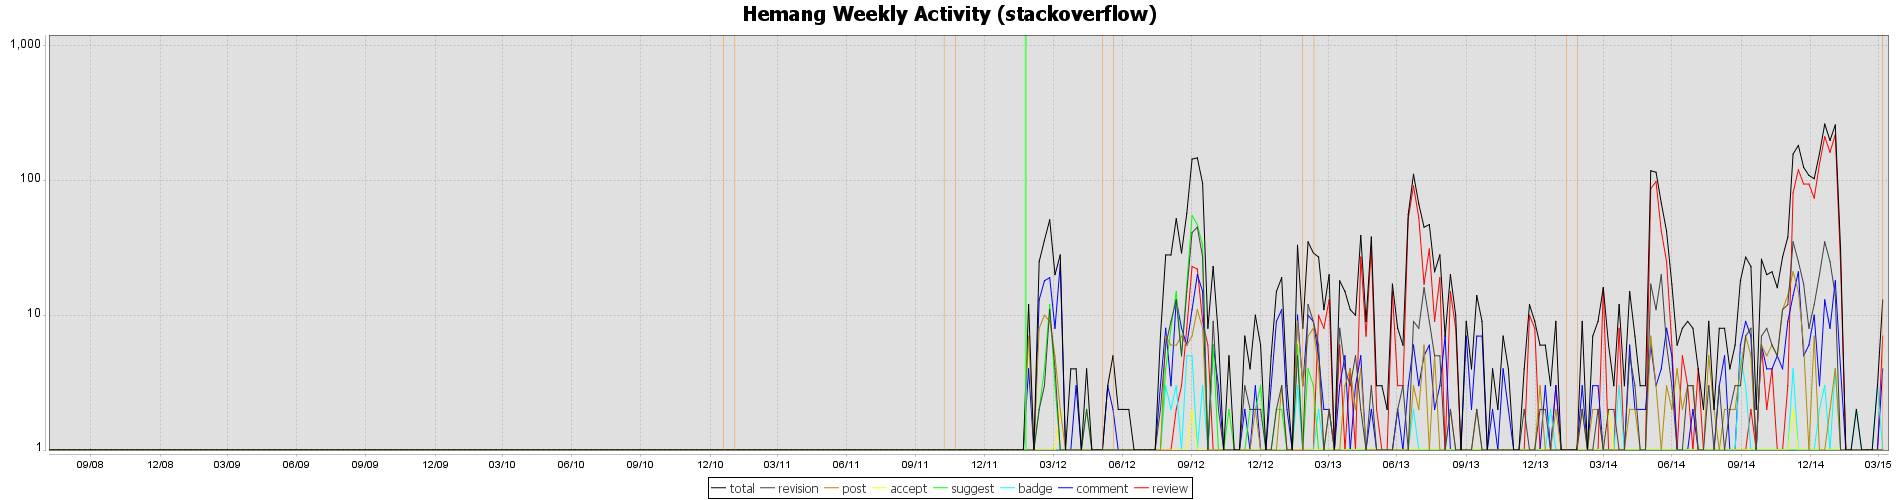 Hemang Weekly Activity (stackoverflow)
1,000
100
10
1
09/08 12/08 03/09 06/09 09/09 12/09 03/10 06/10 09/10 12/10 03/11 06/11 09/11 12/11 03/12 06/12 09/12 12/12 03/13 06/13 09/13 12/13 03/14 06/14 09/14 12/14 03/15
total revision post accept suggest badge comment review